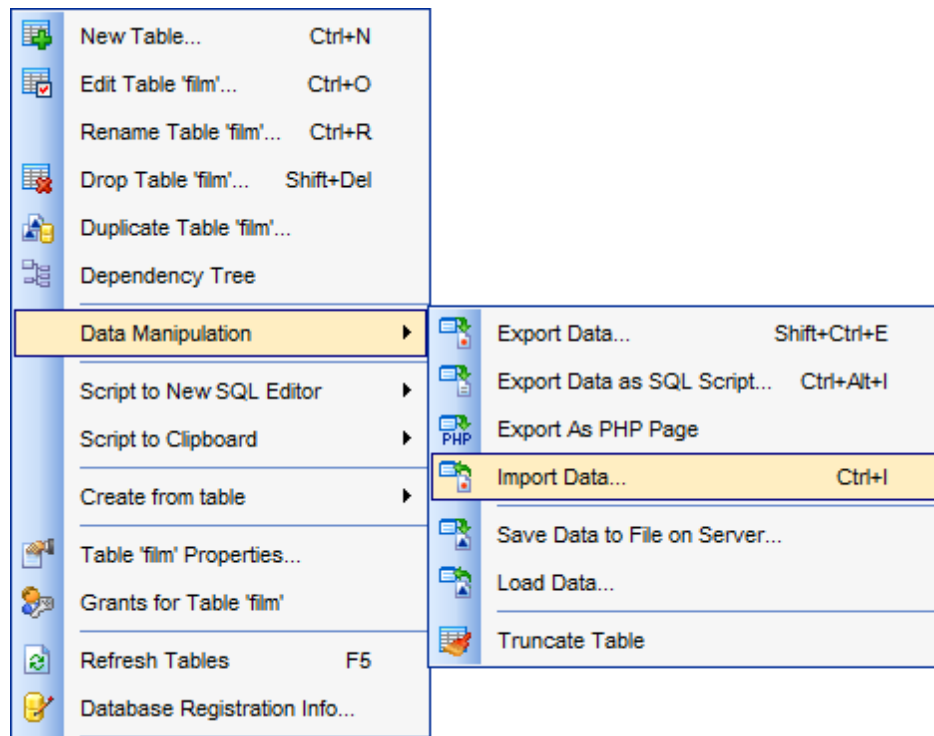 New Table... Ctrl+N
Edit Table 'film'... Ctrl+O
Rename Table 'film'... Ctrl+R
Drop Table 'film'... Shift+Del
Duplicate Table 'film'...
Dependency Tree
Data Manipulation
Script to New SQL Editor
Script to Clipboard
Create from table
Table 'film' Properties...
Grants for Table 'film'
Refresh Tables F5
Database Registration Info...
Export Data... Shift+Ctrl+E
Export Data as SQL Script... Ctrl+Alt+I
PHP Export As PHP Page
Import Data... Ctrl+I
Save Data to File on Server...
Load Data...
Truncate Table